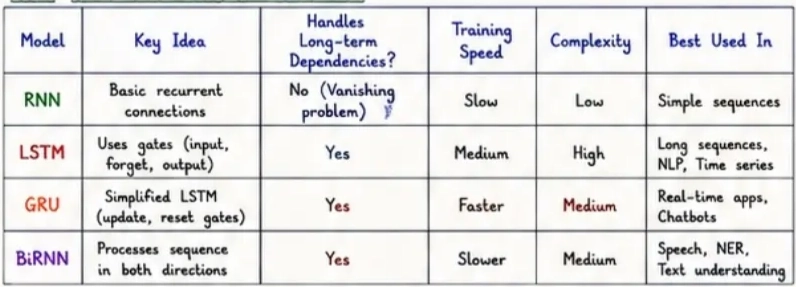 Model
Key Idea
Handles
Long-term
Dependencies?
Training
Speed
Complexity
Best Used In
RNN
Basic recurrent
connections
No (Vanishing
problem)
Slow
Low
Simple sequences
LSTM
Uses gates (input,
forget, output)
Yes
Medium
High
Long sequences,
NLP, Time series
GRU
Simplified LSTM
(update, reset gates)
Yes
Faster
Medium
Real-time apps,
Chatbots
BiRNN
Processes sequence
in both directions
Yes
Slower
Medium
Speech, NER,
Text understanding